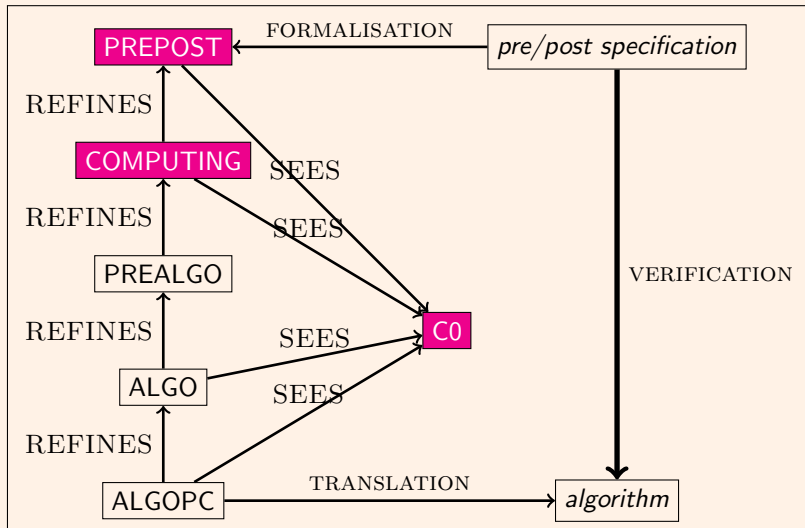 FORMALISATION
PREPOST
pre/post specification
REFINES
COMPUTING
SEES
REFINES
SEES
PREALGO
VERIFICATION
REFINES
SEES
C0
ALGO
SEES
REFINES
TRANSLATION
ALGOPC
algorithm